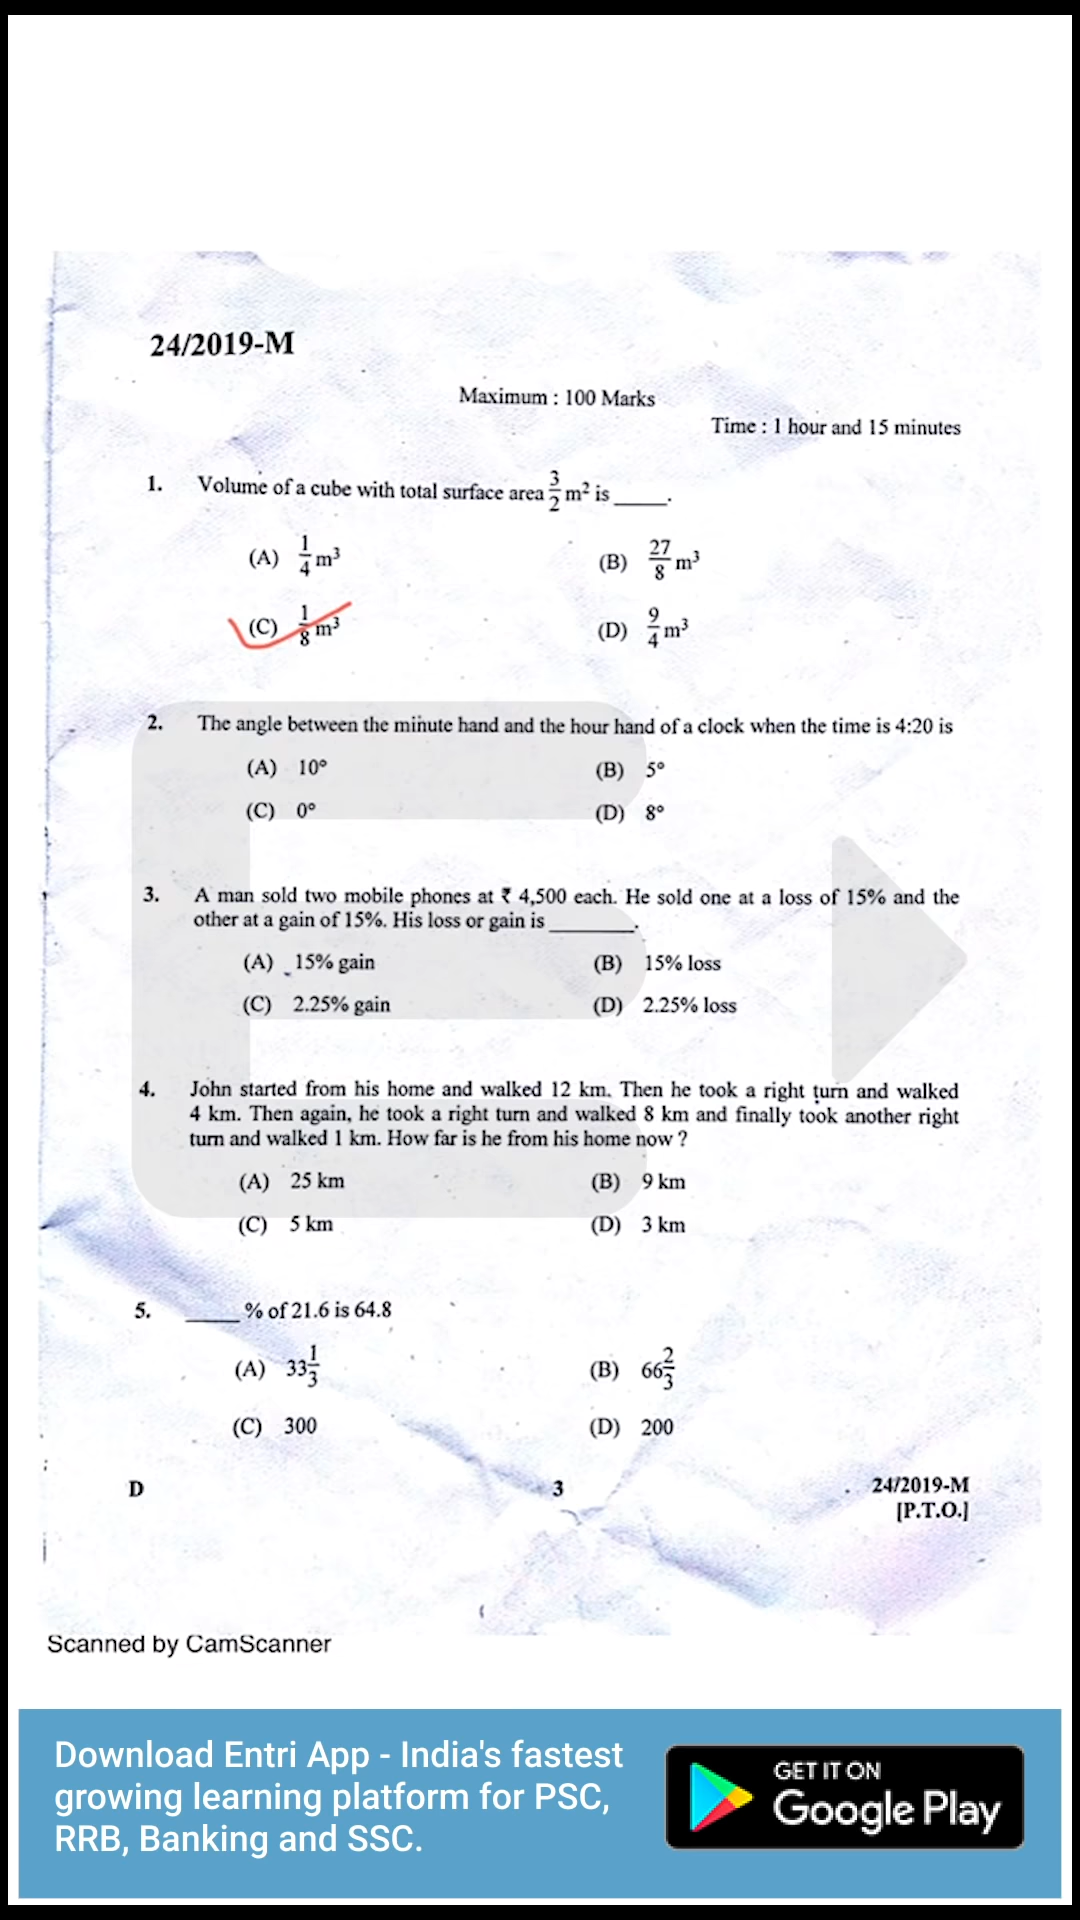 24/2019-M
Maximum : 100 Marks
Time : 1 hour and 15 minutes
1. Volume of a cube with total surface area 3/2 m² is _____.
(A) 1/4 m³ (B) 27/8 m³
(C) 1/8 m³ (D) 9/4 m³
2. The angle between the minute hand and the hour hand of a clock when the time is 4:20 is
(A) 10° (B) 5°
(C) 0° (D) 8°
3. A man sold two mobile phones at ₹ 4,500 each. He sold one at a loss of 15% and the
other at a gain of 15%. His loss or gain is ________.
(A) 15% gain (B) 15% loss
(C) 2.25% gain (D) 2.25% loss
4. John started from his home and walked 12 km. Then he took a right turn and walked
4 km. Then again, he took a right turn and walked 8 km and finally took another right
turn and walked 1 km. How far is he from his home now ?
(A) 25 km (B) 9 km
(C) 5 km (D) 3 km
5. _____ % of 21.6 is 64.8
(A) 33 1/3 (B) 66 2/3
(C) 300 (D) 200
D 3 24/2019-M
[P.T.O.]
Scanned by CamScanner
Download Entri App - India's fastest
growing learning platform for PSC,
RRB, Banking and SSC.
GET IT ON
Google Play